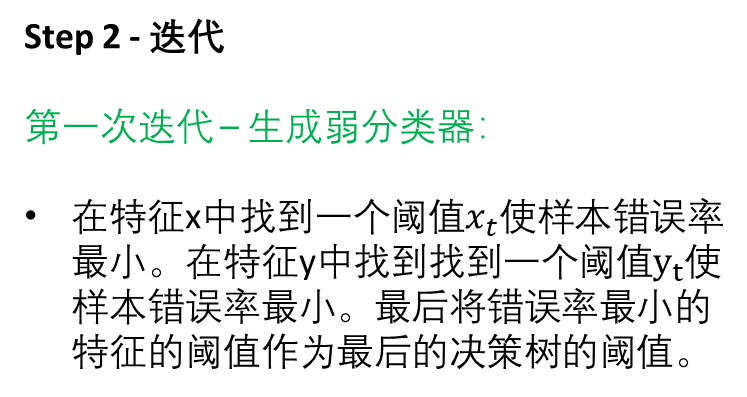 Step 2 - 迭代
第一次迭代 – 生成弱分类器:
• 在特征x中找到一个阈值𝑥ₜ使样本错误率
最小。在特征y中找到找到一个阈值yₜ使
样本错误率最小。最后将错误率最小的
特征的阈值作为最后的决策树的阈值。